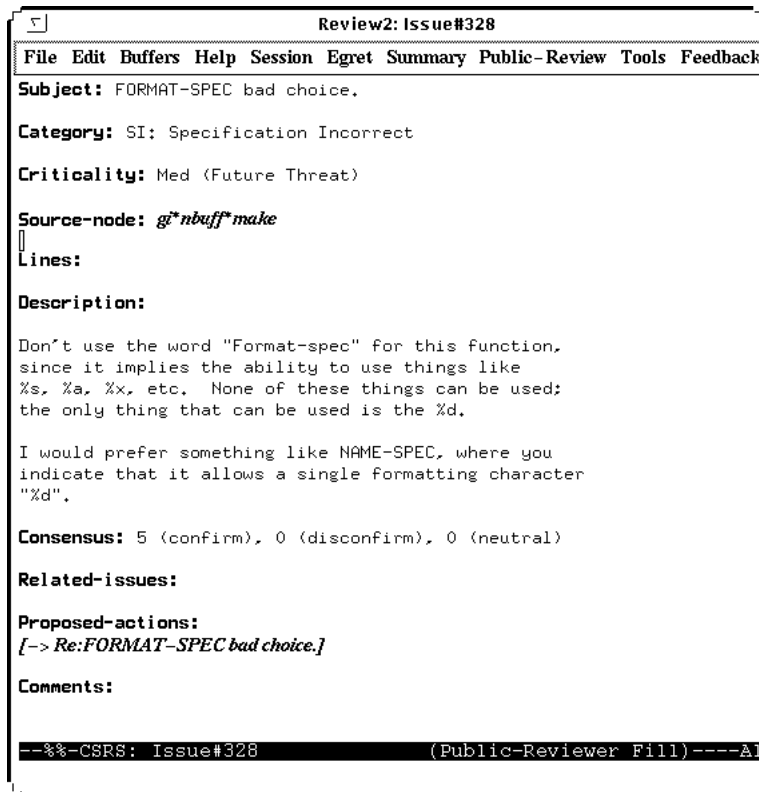 Review2: Issue#328
File Edit Buffers Help Session Egret Summary Public-Review Tools Feedback
Subject: FORMAT-SPEC bad choice.
Category: SI: Specification Incorrect
Criticality: Med (Future Threat)
Source-node: gi*nbuff*make
Lines:
Description:
Don't use the word "Format-spec" for this function,
since it implies the ability to use things like
%s, %a, %x, etc.  None of these things can be used;
the only thing that can be used is the %d.
I would prefer something like NAME-SPEC, where you
indicate that it allows a single formatting character
"%d".
Consensus: 5 (confirm), 0 (disconfirm), 0 (neutral)
Related-issues:
Proposed-actions:
[-> Re:FORMAT-SPEC bad choice.]
Comments:
--%%-CSRS: Issue#328 (Public-Reviewer Fill)----Al